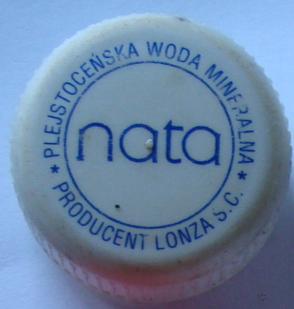 PLEJSTOCEŃSKA WODA MINERALNA
nata
* PRODUCENT LONZA S.C. *